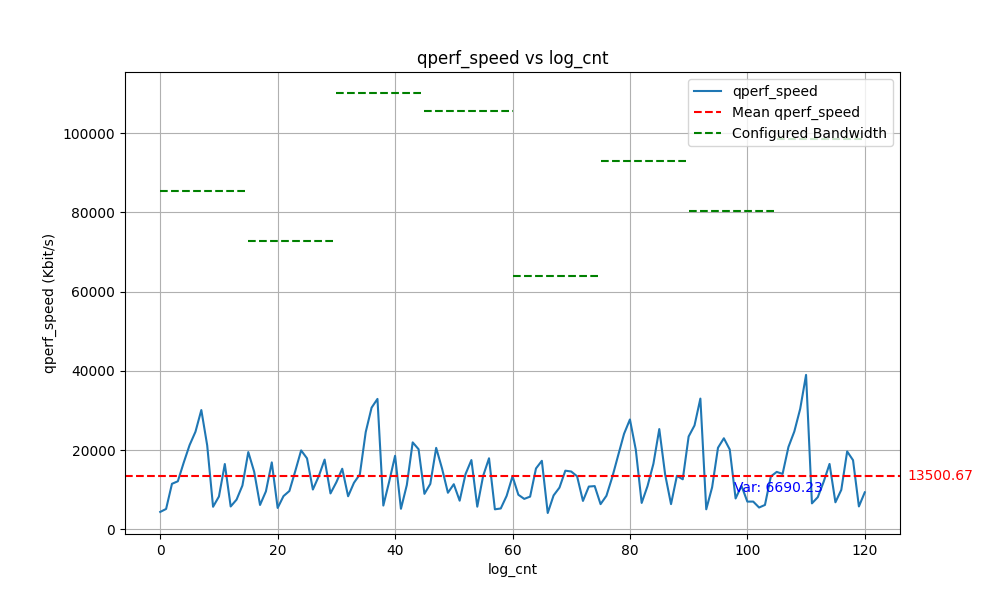 qperf_speed vs log_cnt
qperf_speed
Mean qperf_speed
Configured Bandwidth
qperf_speed (Kbit/s)
100000
80000
60000
40000
20000
0
13500.67
Var: 6690.23
0 20 40 60 80 100 120
log_cnt